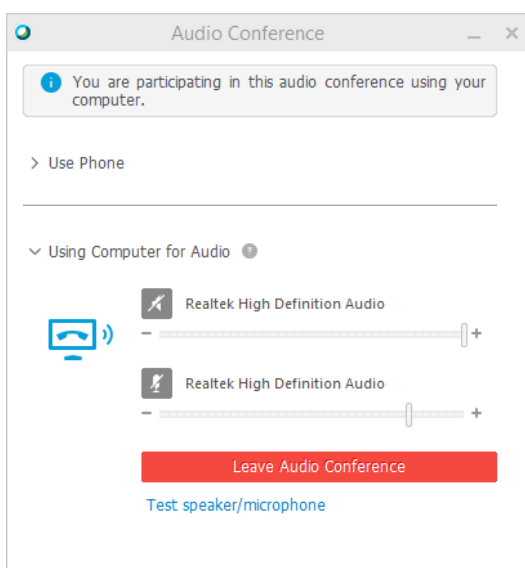 Audio Conference
You are participating in this audio conference using your
computer.
Use Phone
Using Computer for Audio
Realtek High Definition Audio
- +
Realtek High Definition Audio
- +
Leave Audio Conference
Test speaker/microphone